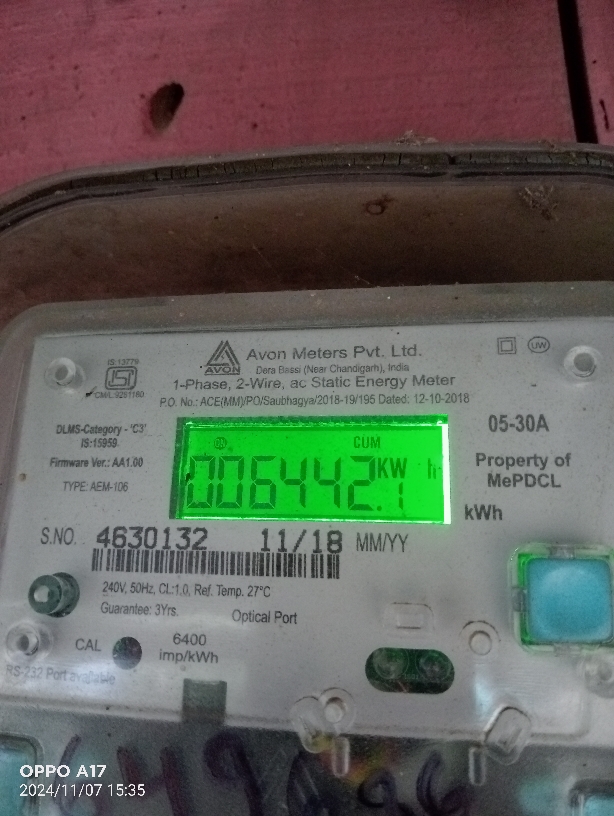 IS:13779
CM/L-9261160
AVON
Avon Meters Pvt. Ltd.
Dera Bassi (Near Chandigarh), India
UW
1-Phase, 2-Wire, ac Static Energy Meter
P.O. No.: ACE(MM)/PO/Saubhagya/2018-19/195 Dated: 12-10-2018
DLMS-Category - 'C3'
IS:15959
Firmware Ver.: AA1.00
TYPE: AEM-106
CUM
006442.1 KW h
05-30A
Property of
MePDCL
kWh
S.NO. 4630132 11/18 MM/YY
240V, 50Hz, CL:1.0, Ref. Temp. 27°C
Guarantee: 3Yrs.
Optical Port
CAL
6400
imp/kWh
RS-232 Port available
OPPO A17
2024/11/07 15:35